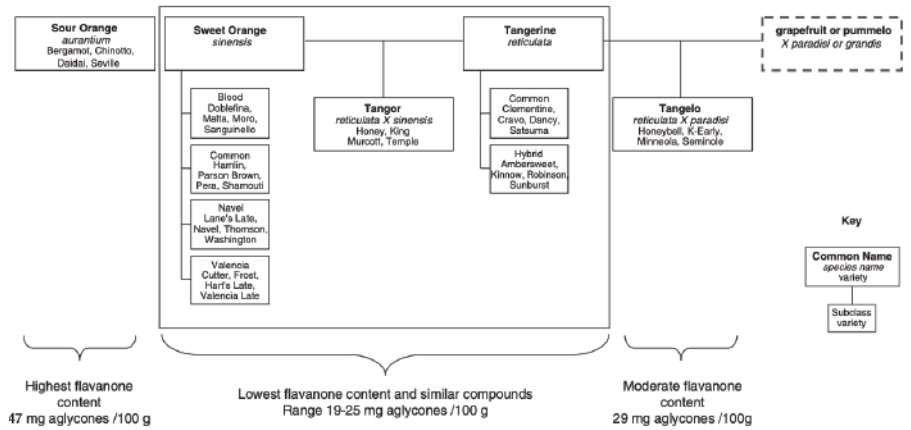 Sour Orange
aurantium
Bergamot, Chinotto,
Daidai, Seville
Sweet Orange
sinensis
Tangerine
reticulata
grapefruit or pummelo
X paradisi or grandis
Blood
Doblefina,
Malta, Moro,
Sanguinello
Common
Hamlin,
Parson Brown,
Pera, Shamouti
Navel
Lane's Late,
Navel, Thomson,
Washington
Valencia
Cutter, Frost,
Hart's Late,
Valencia Late
Tangor
reticulata X sinensis
Honey, King
Murcott, Temple
Common
Clementine,
Cravo, Dancy,
Satsuma
Hybrid
Ambersweet,
Kinnow, Robinson,
Sunburst
Tangelo
reticulata X paradisi
Honeybell, K-Early,
Minneola, Seminole
Key
Common Name
species name
variety
Subclass
variety
Highest flavanone
content
47 mg aglycones /100 g
Lowest flavanone content and similar compounds
Range 19-25 mg aglycones /100 g
Moderate flavanone
content
29 mg aglycones /100g